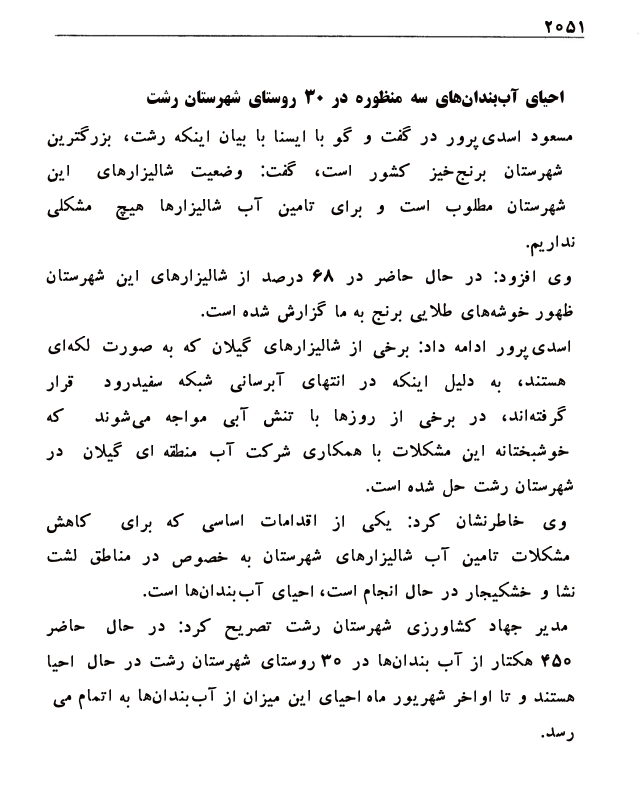 ۲۰۵۱
احیای آب‌بندان‌های سه منظوره در ۳۰ روستای شهرستان رشت
مسعود اسدی‌پرور در گفت و گو با ایسنا با بیان اینکه رشت، بزرگترین
شهرستان برنج‌خیز کشور است، گفت: وضعیت شالیزارهای این
شهرستان مطلوب است و برای تامین آب شالیزارها هیچ مشکلی
نداریم.
وی افزود: در حال حاضر در ۶۸ درصد از شالیزارهای این شهرستان
ظهور خوشه‌های طلایی برنج به ما گزارش شده است.
اسدی‌پرور ادامه داد: برخی از شالیزارهای گیلان که به صورت لکه‌ای
هستند، به دلیل اینکه در انتهای آبرسانی شبکه سفیدرود قرار
گرفته‌اند، در برخی از روزها با تنش آبی مواجه می‌شوند که
خوشبختانه این مشکلات با همکاری شرکت آب منطقه ای گیلان در
شهرستان رشت حل شده است.
وی خاطرنشان کرد: یکی از اقدامات اساسی که برای کاهش
مشکلات تامین آب شالیزارهای شهرستان به خصوص در مناطق لشت
نشا و خشکیجار در حال انجام است، احیای آب‌بندان‌ها است.
مدیر جهاد کشاورزی شهرستان رشت تصریح کرد: در حال حاضر
۴۵۰ هکتار از آب بندان‌ها در ۳۰ روستای شهرستان رشت در حال احیا
هستند و تا اواخر شهریور ماه احیای این میزان از آب‌بندان‌ها به اتمام می
رسد.